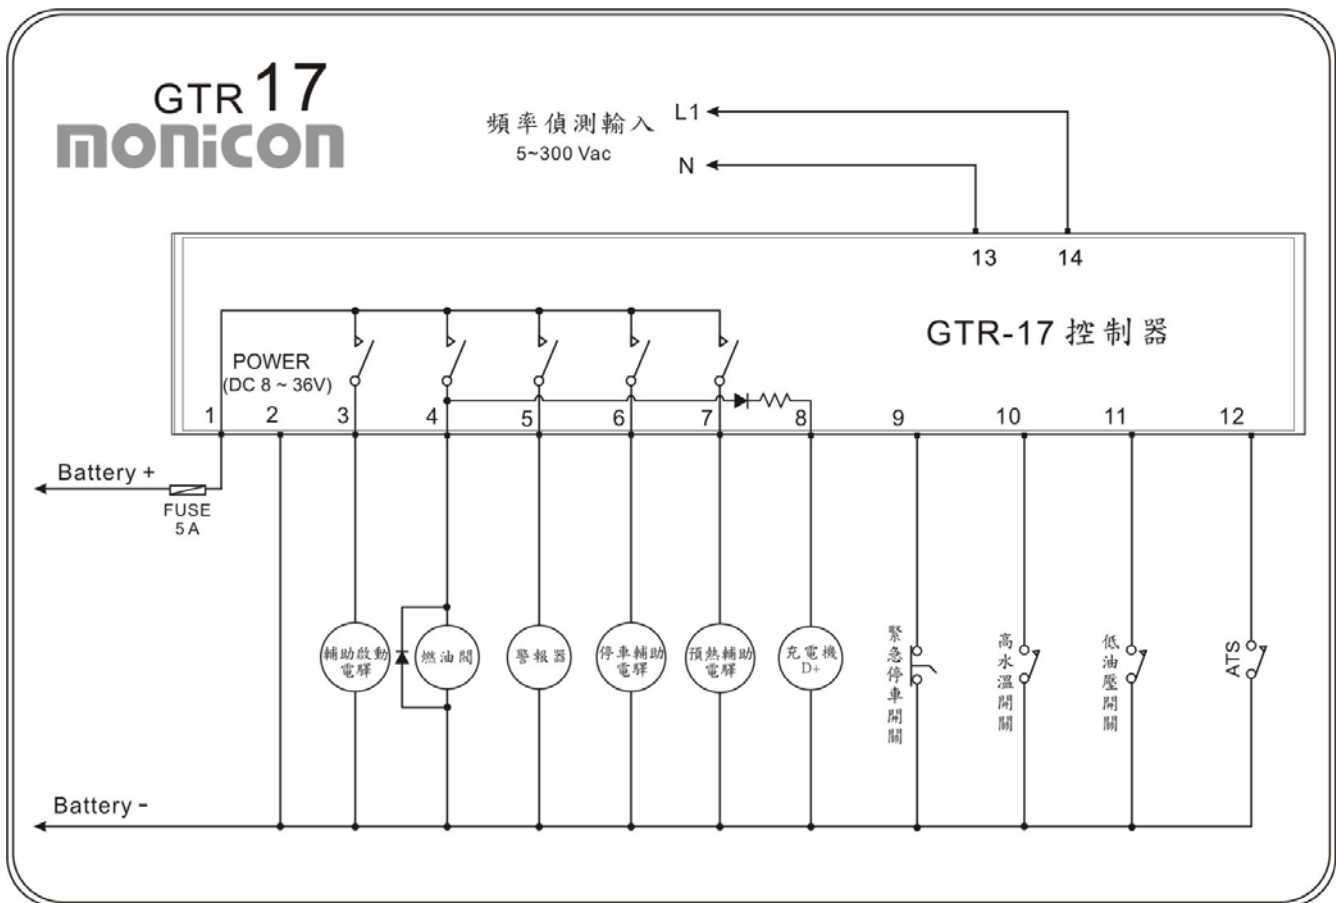 GTR 17
monicon
頻率偵測輸入
5~300 Vac
L1
N
13
14
GTR-17 控制器
POWER
(DC 8 ~ 36V)
1
2
3
4
5
6
7
8
9
10
11
12
Battery +
FUSE
5 A
輔助啟動
電驛
燃油閥
警報器
停車輔助
電驛
預熱輔助
電驛
充電機
D+
緊急停車開關
高水溫開關
低油壓開關
ATS
Battery -